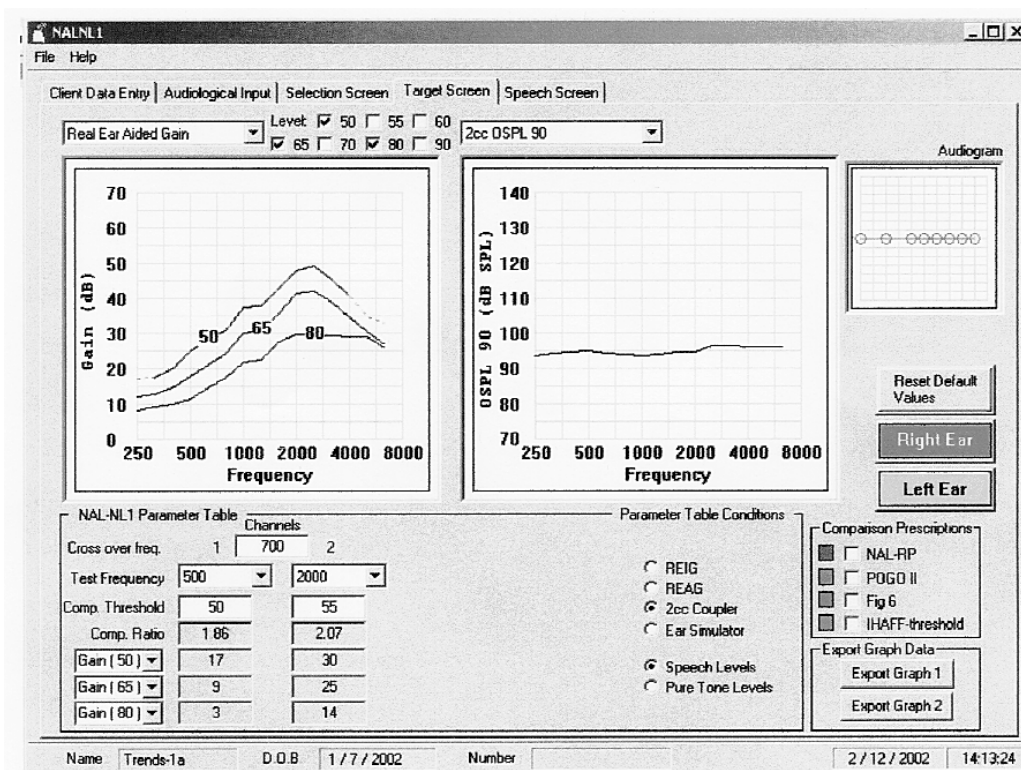 NALNL1
File Help
Client Data Entry Audiological Input Selection Screen Target Screen Speech Screen
Real Ear Aided Gain
Level: 50 55 60
65 70 80 90
2cc OSPL 90
Audiogram
Gain (dB)
70
60
50
40
30
20
10
0
50 65 80
250 500 1000 2000 4000 8000
Frequency
OSPL 90 (dB SPL)
140
130
120
110
100
90
80
70
250 500 1000 2000 4000 8000
Frequency
Reset Default
Values
Right Ear
Left Ear
NAL-NL1 Parameter Table
Channels
Cross over freq. 1 700 2
Test Frequency 500 2000
Comp. Threshold 50 55
Comp. Ratio 1.86 2.07
Gain ( 50 ) 17 30
Gain ( 65 ) 9 25
Gain ( 80 ) 3 14
Parameter Table Conditions
REIG
REAG
2cc Coupler
Ear Simulator
Speech Levels
Pure Tone Levels
Comparison Prescriptions
NAL-RP
POGO II
Fig 6
IHAFF-threshold
Export Graph Data
Export Graph 1
Export Graph 2
Name Trends-1a D.O.B 1 / 7 / 2002 Number 2 / 12 / 2002 14:13:24